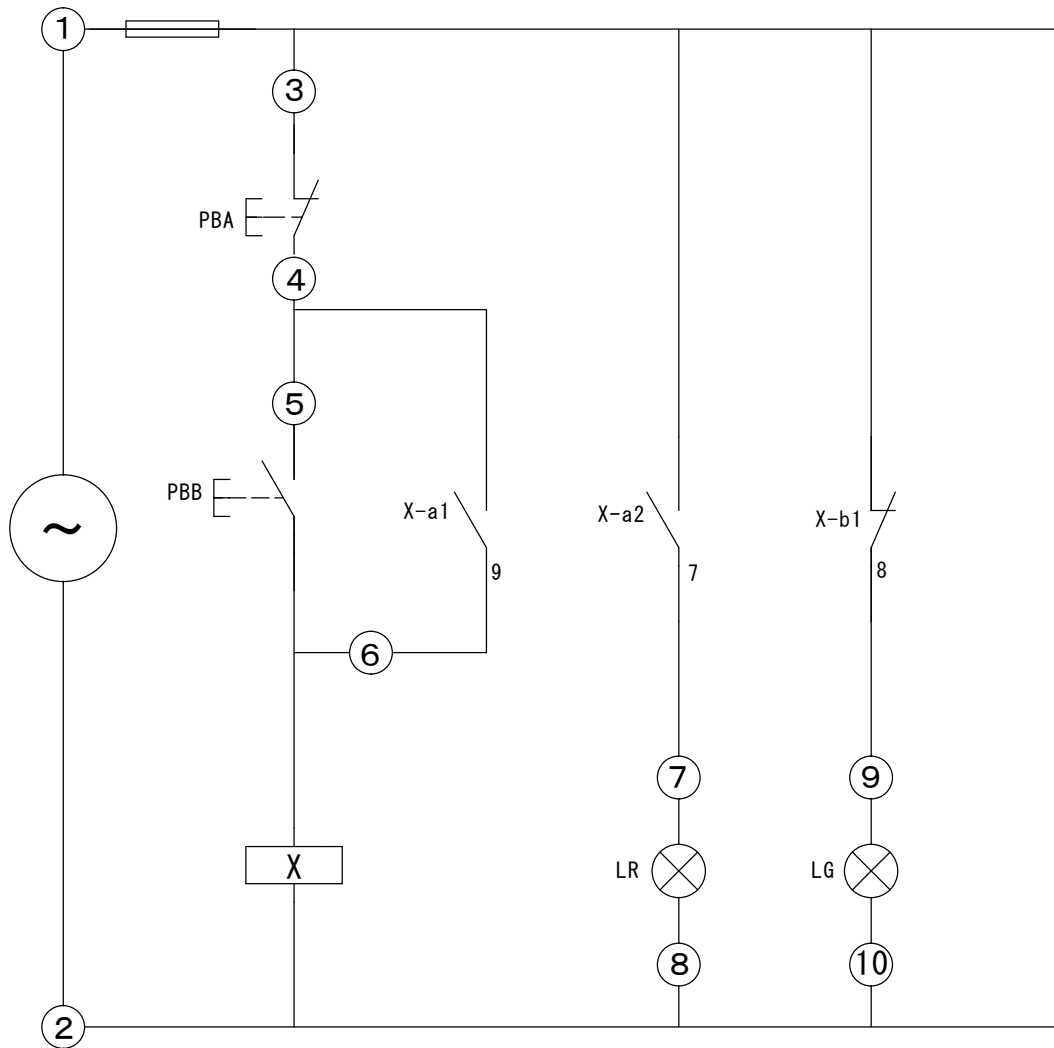 ①
③
PBA
④
⑤
PBB
~
X-a1
X-a2
X-b1
9
7
8
⑥
⑦
⑨
X
LR
LG
⑧
⑩
②